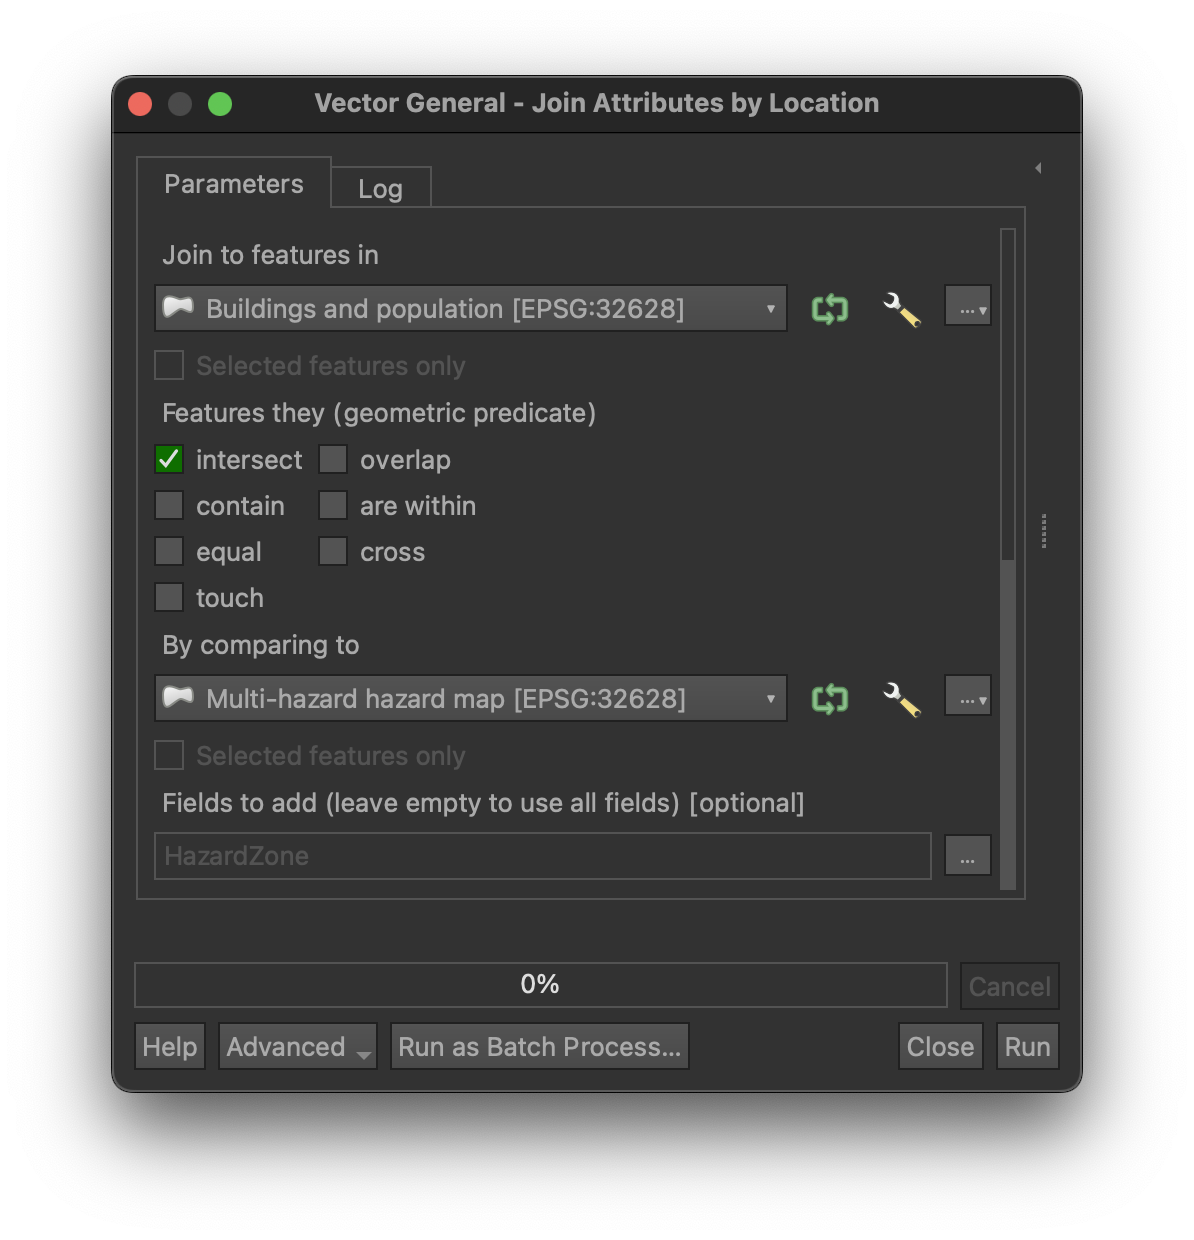 Vector General - Join Attributes by Location
Parameters
Log
Join to features in
Buildings and population [EPSG:32628]
...
Selected features only
Features they (geometric predicate)
intersect overlap
contain are within
equal cross
touch
By comparing to
Multi-hazard hazard map [EPSG:32628]
...
Selected features only
Fields to add (leave empty to use all fields) [optional]
HazardZone
...
0%
Cancel
Help Advanced Run as Batch Process... Close Run